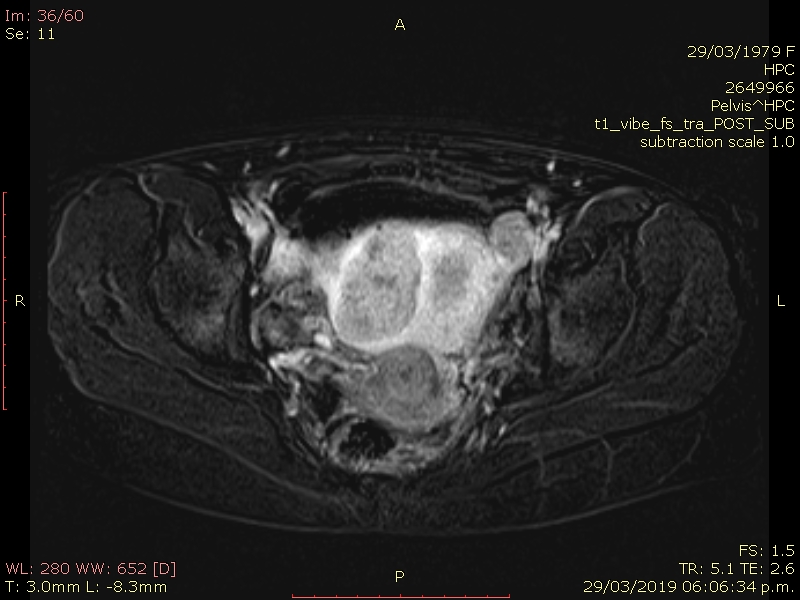 Im: 36/60
Se: 11
A
29/03/1979 F
HPC
2649966
Pelvis^HPC
t1_vibe_fs_tra_POST_SUB
subtraction scale 1.0
R
L
WL: 280 WW: 652 [D]
T: 3.0mm L: -8.3mm
P
FS: 1.5
TR: 5.1 TE: 2.6
29/03/2019 06:06:34 p.m.